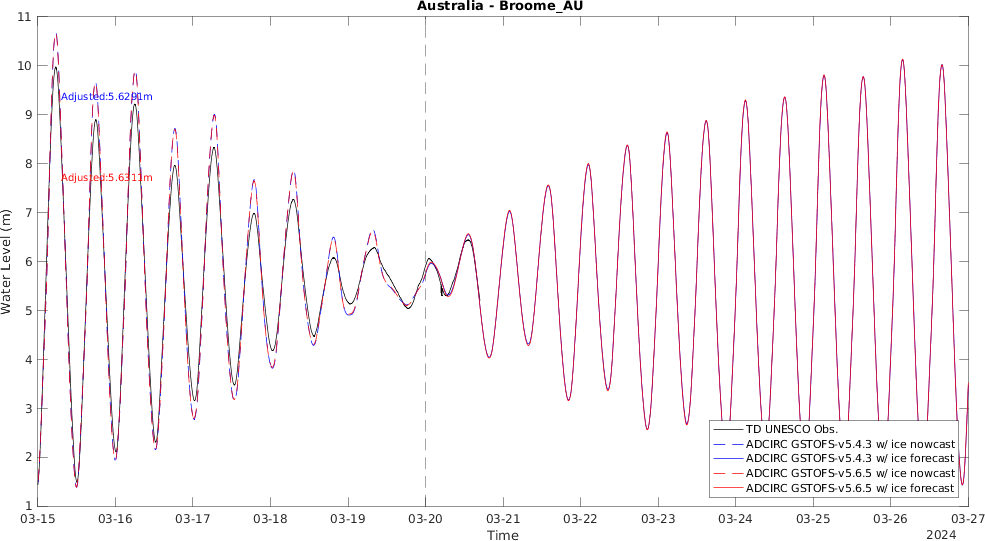 Australia - Broome_AU
11
10
9
8
7
6
5
4
3
2
1
Water Level (m)
Adjusted:5.6291m
Adjusted:5.6311m
TD UNESCO Obs.
ADCIRC GSTOFS-v5.4.3 w/ ice nowcast
ADCIRC GSTOFS-v5.4.3 w/ ice forecast
ADCIRC GSTOFS-v5.6.5 w/ ice nowcast
ADCIRC GSTOFS-v5.6.5 w/ ice forecast
03-15 03-16 03-17 03-18 03-19 03-20 03-21 03-22 03-23 03-24 03-25 03-26 03-27
Time
2024